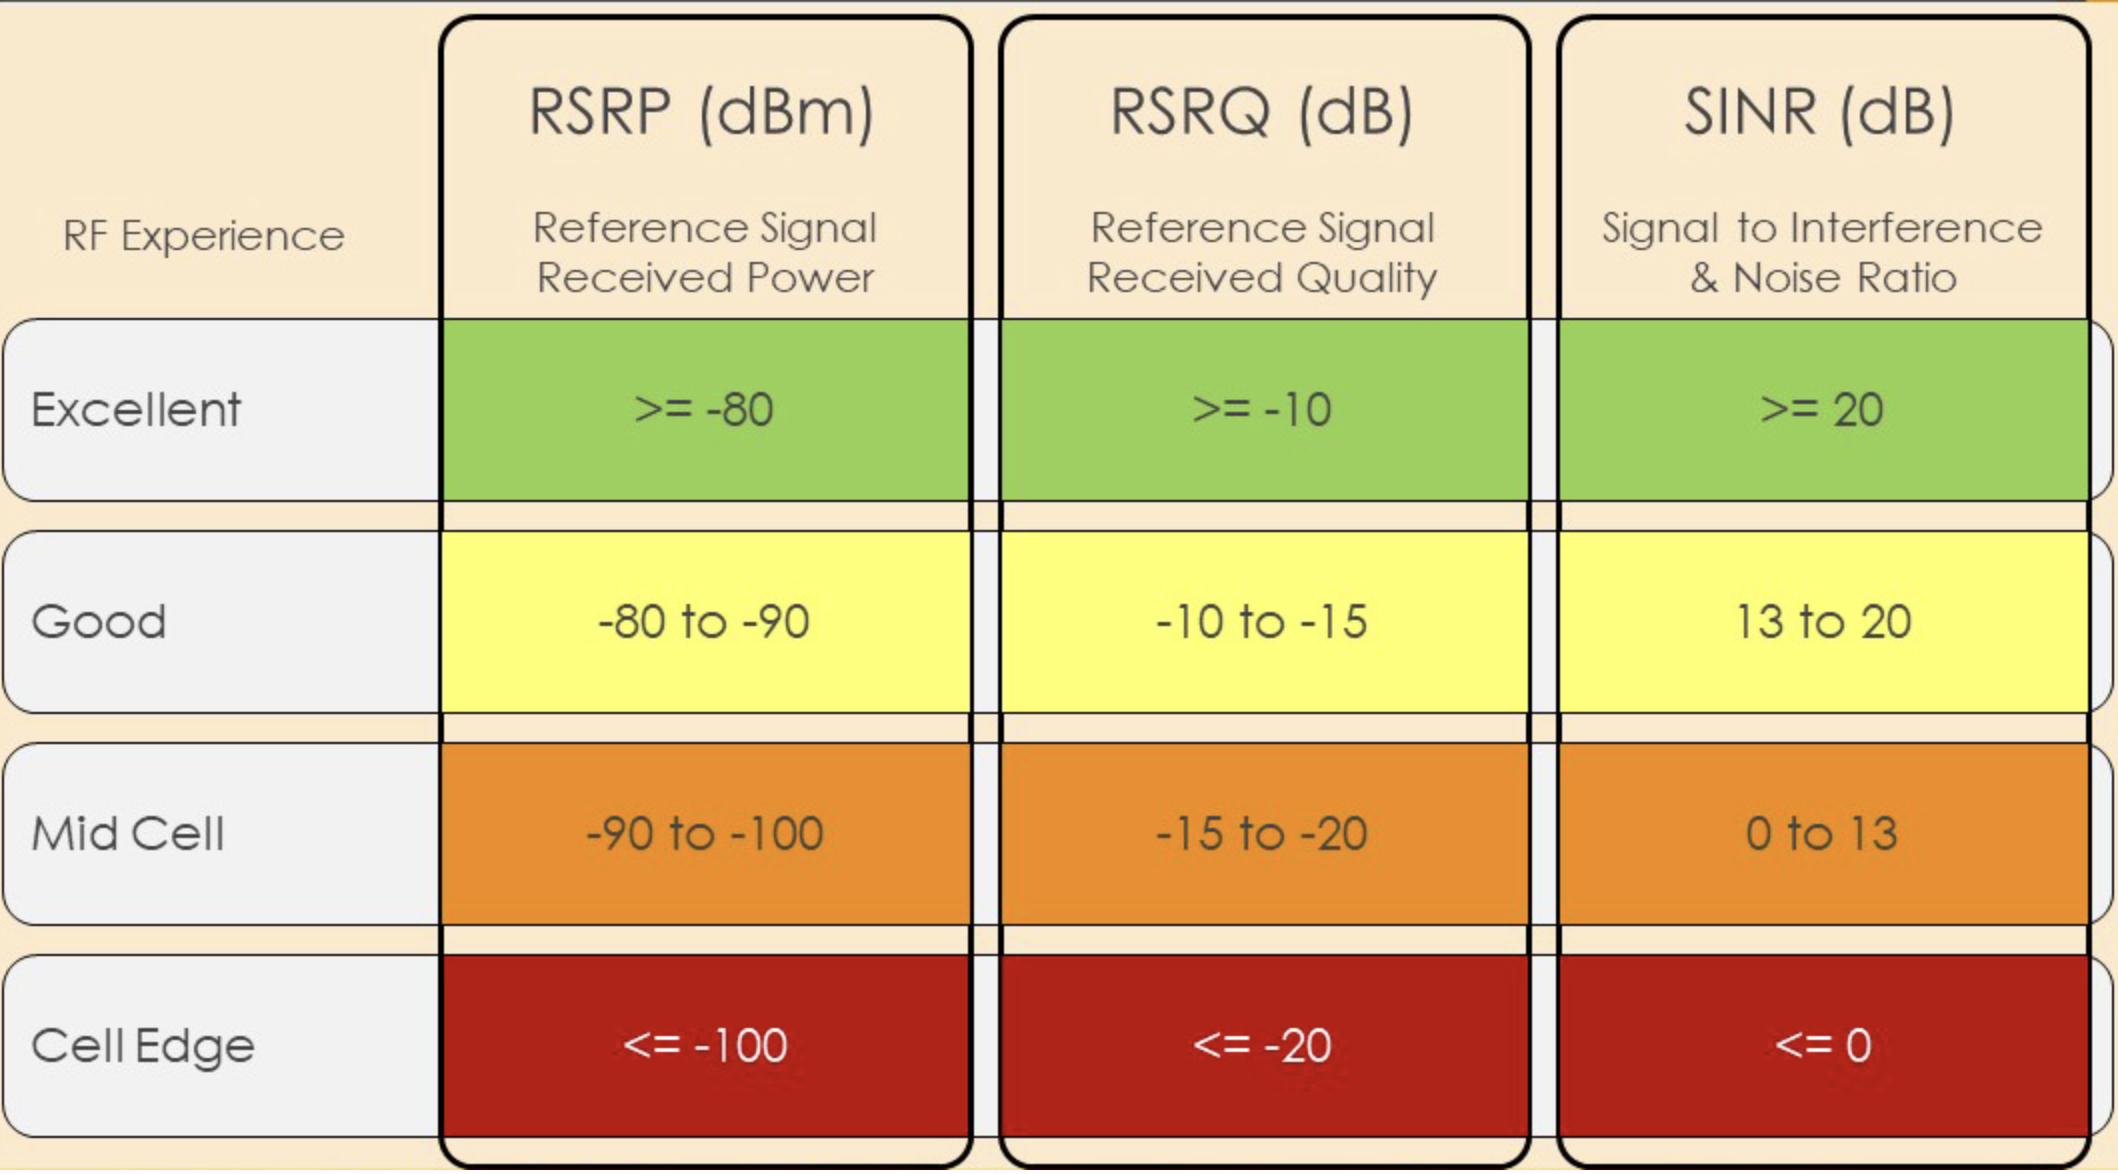 RSRP (dBm)
RSRQ (dB)
SINR (dB)
RF Experience
Reference Signal
Received Power
Reference Signal
Received Quality
Signal to Interference
& Noise Ratio
Excellent
>= -80
>= -10
>= 20
Good
-80 to -90
-10 to -15
13 to 20
Mid Cell
-90 to -100
-15 to -20
0 to 13
Cell Edge
<= -100
<= -20
<= 0